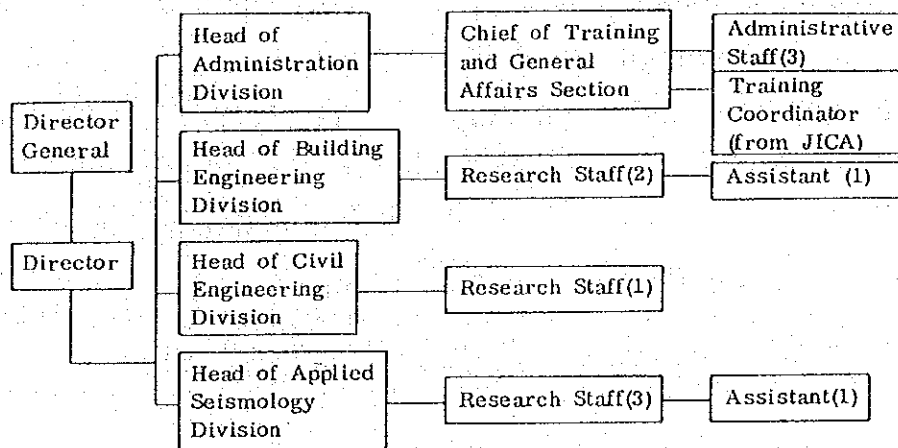 Director
General
Director
Head of
Administration
Division
Chief of Training
and General
Affairs Section
Administrative
Staff(3)
Training
Coordinator
(from JICA)
Head of Building
Engineering
Division
Research Staff(2)
Assistant (1)
Head of Civil
Engineering
Division
Research Staff(1)
Head of Applied
Seismology
Division
Research Staff(3)
Assistant(1)